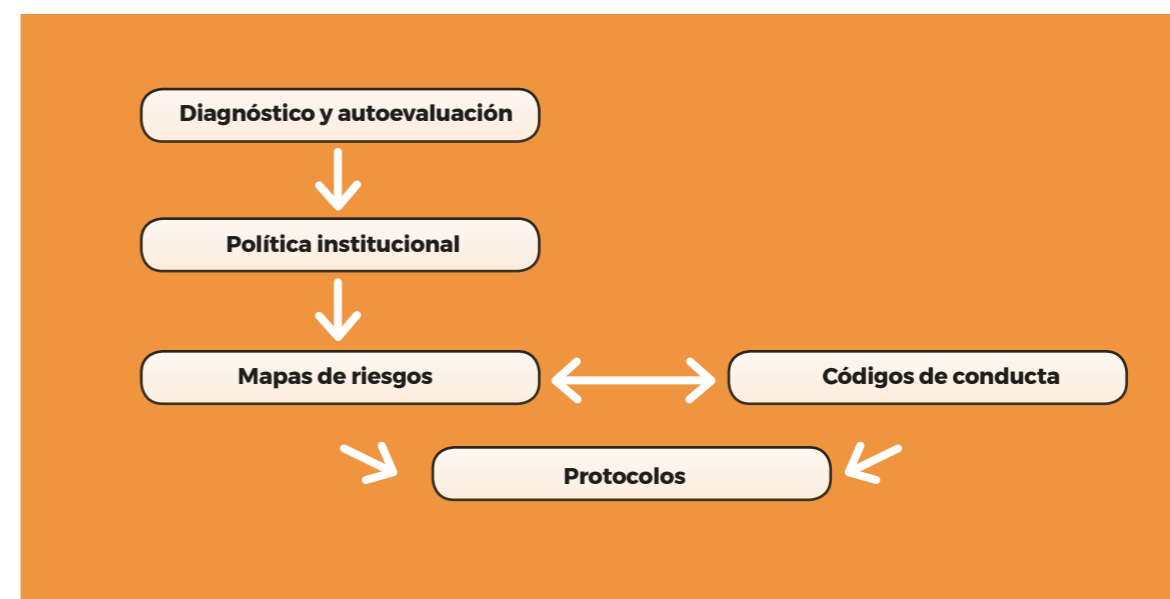 Diagnóstico y autoevaluación
Política institucional
Mapas de riesgos
Códigos de conducta
Protocolos